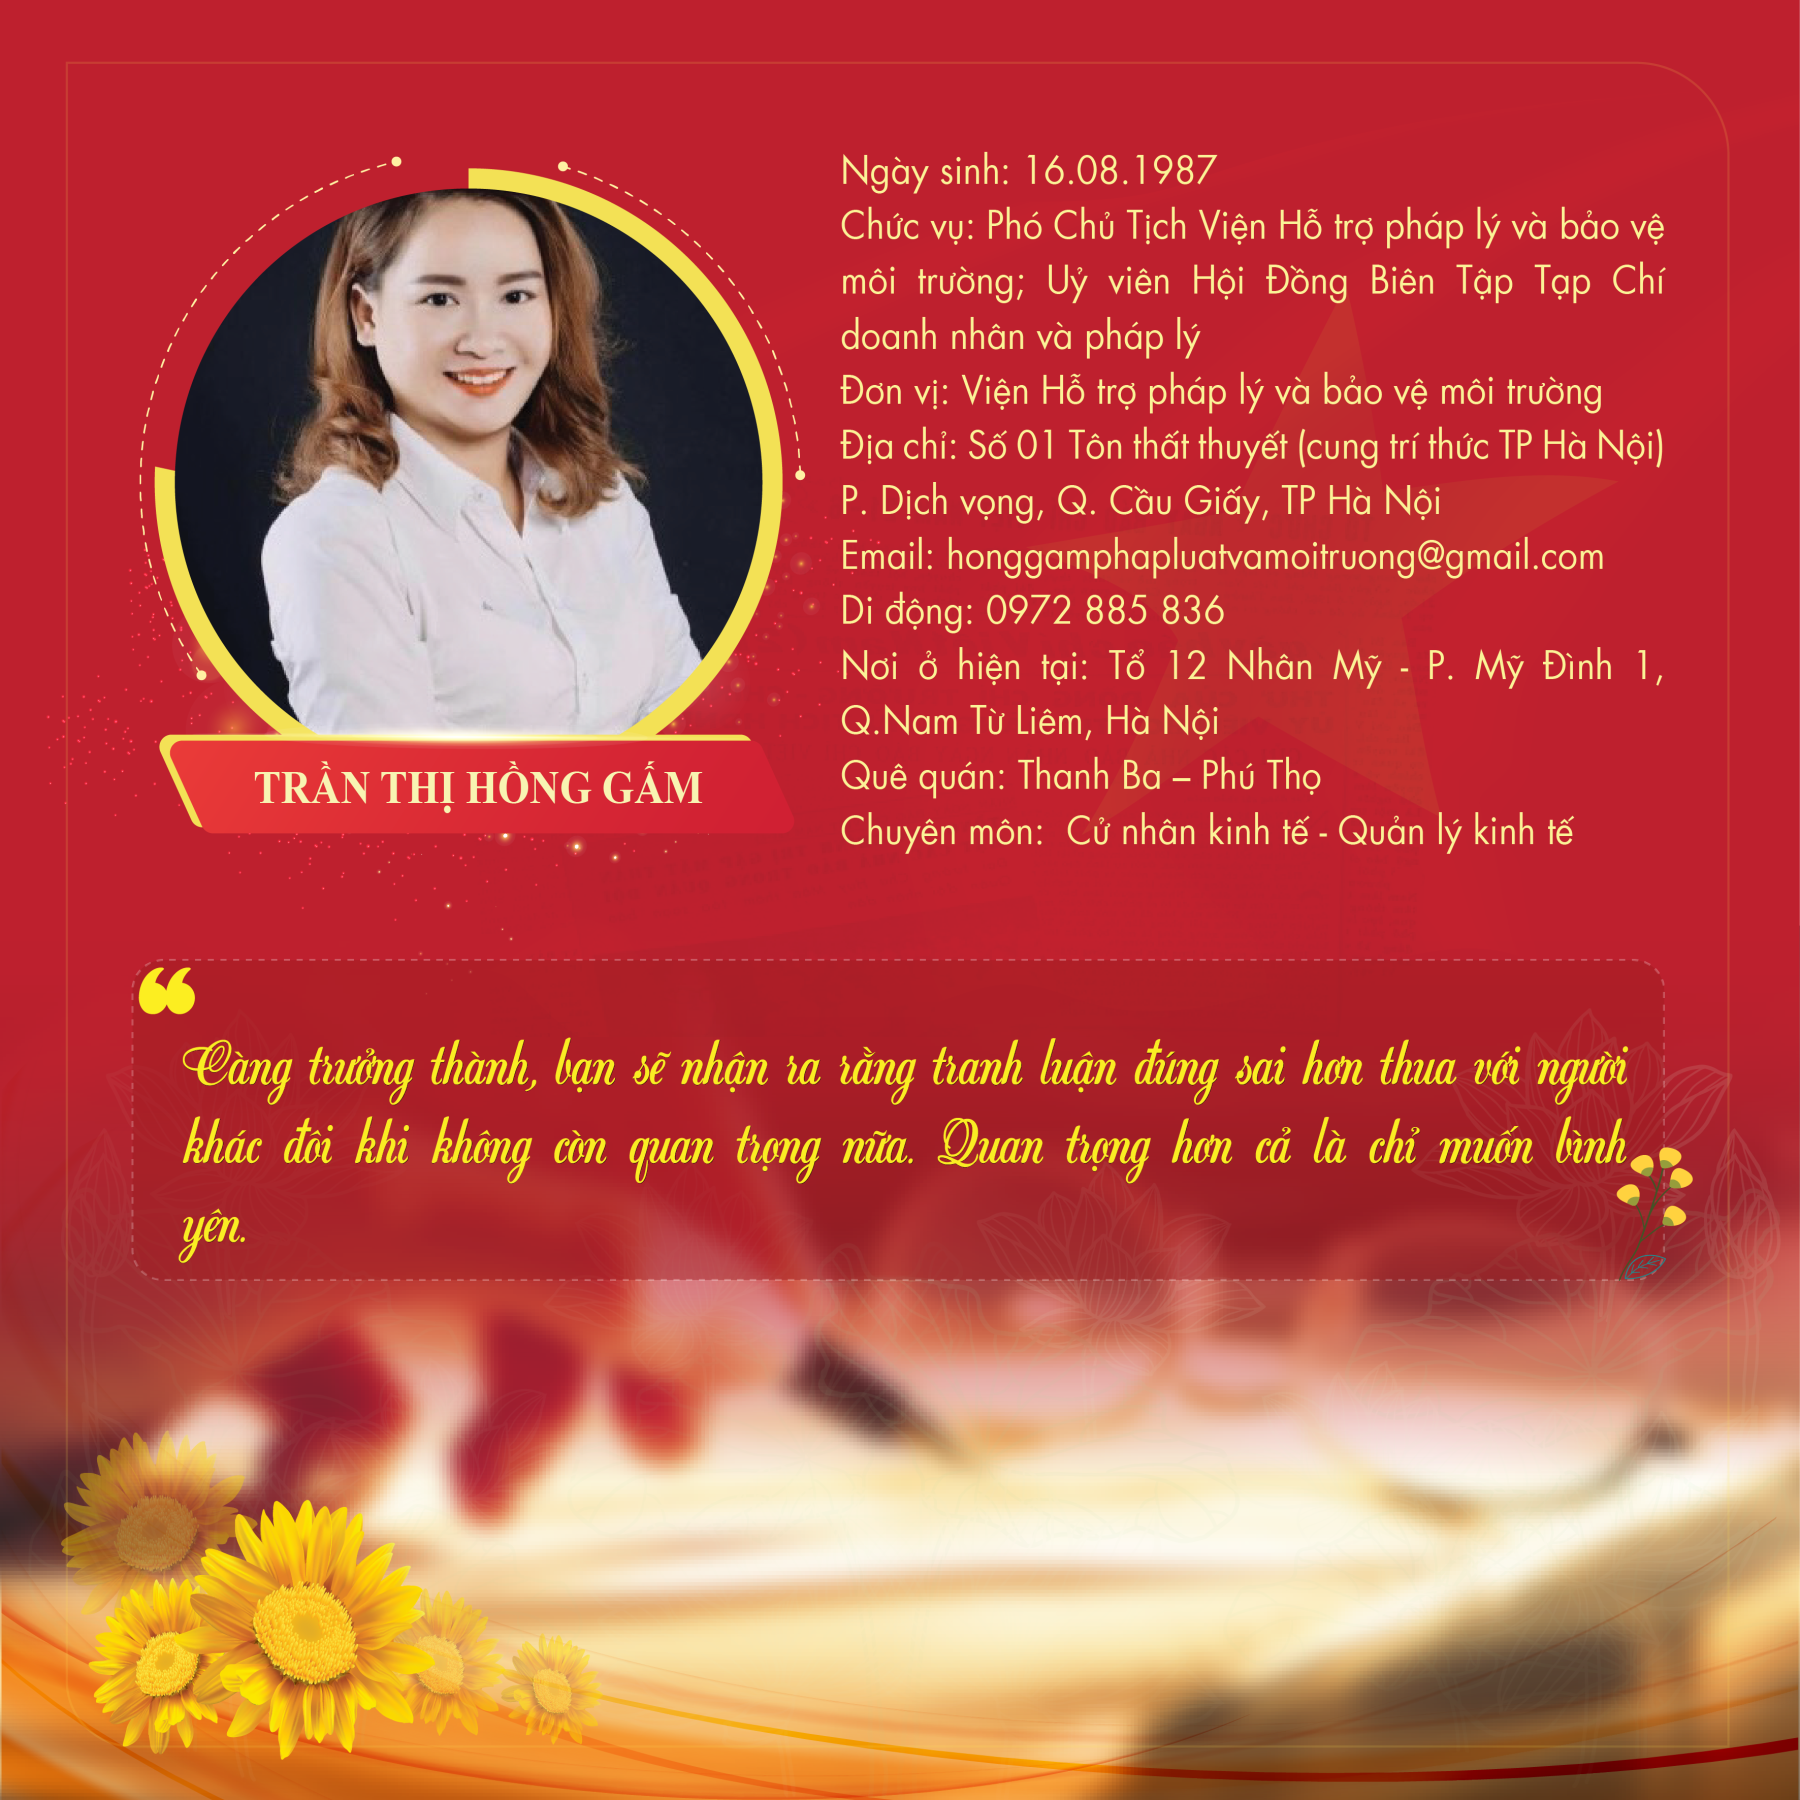 Ngày sinh: 16.08.1987
Chức vụ: Phó Chủ Tịch Viện Hỗ trợ pháp lý và bảo vệ
môi trường; Uỷ viên Hội Đồng Biên Tập Tạp Chí
doanh nhân và pháp lý
Đơn vị: Viện Hỗ trợ pháp lý và bảo vệ môi trường
Địa chỉ: Số 01 Tôn thất thuyết (cung trí thức TP Hà Nội)
P. Dịch vọng, Q. Cầu Giấy, TP Hà Nội
Email: honggamphapluatvamoitruong@gmail.com
Di động: 0972 885 836
Nơi ở hiện tại: Tổ 12 Nhân Mỹ - P. Mỹ Đình 1,
Q.Nam Từ Liêm, Hà Nội
Quê quán: Thanh Ba – Phú Thọ
Chuyên môn: Cử nhân kinh tế - Quản lý kinh tế
TRẦN THỊ HỒNG GẤM
“
Càng trưởng thành, bạn sẽ nhận ra rằng tranh luận đúng sai hơn thua với người
khác đôi khi không còn quan trọng nữa. Quan trọng hơn cả là chỉ muốn bình
yên.